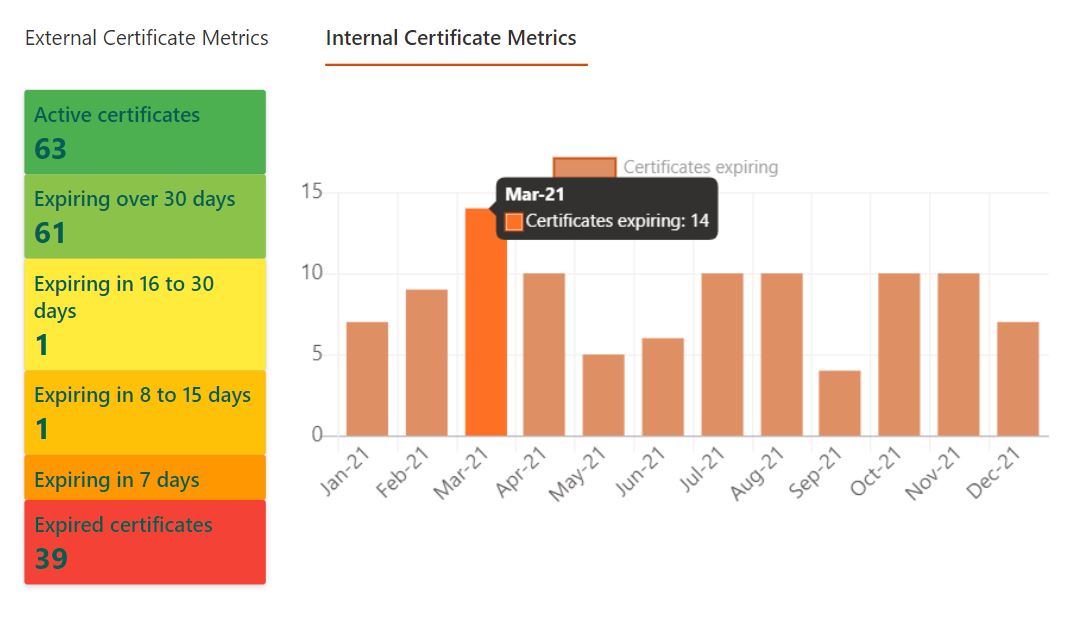 External Certificate Metrics
Internal Certificate Metrics
Active certificates
63
Expiring over 30 days
61
Expiring in 16 to 30
days
1
Expiring in 8 to 15 days
1
Expiring in 7 days
Expired certificates
39
Certificates expiring
Mar-21
Certificates expiring: 14
15
10
5
0
Jan-21
Feb-21
Mar-21
Apr-21
May-21
Jun-21
Jul-21
Aug-21
Sep-21
Oct-21
Nov-21
Dec-21